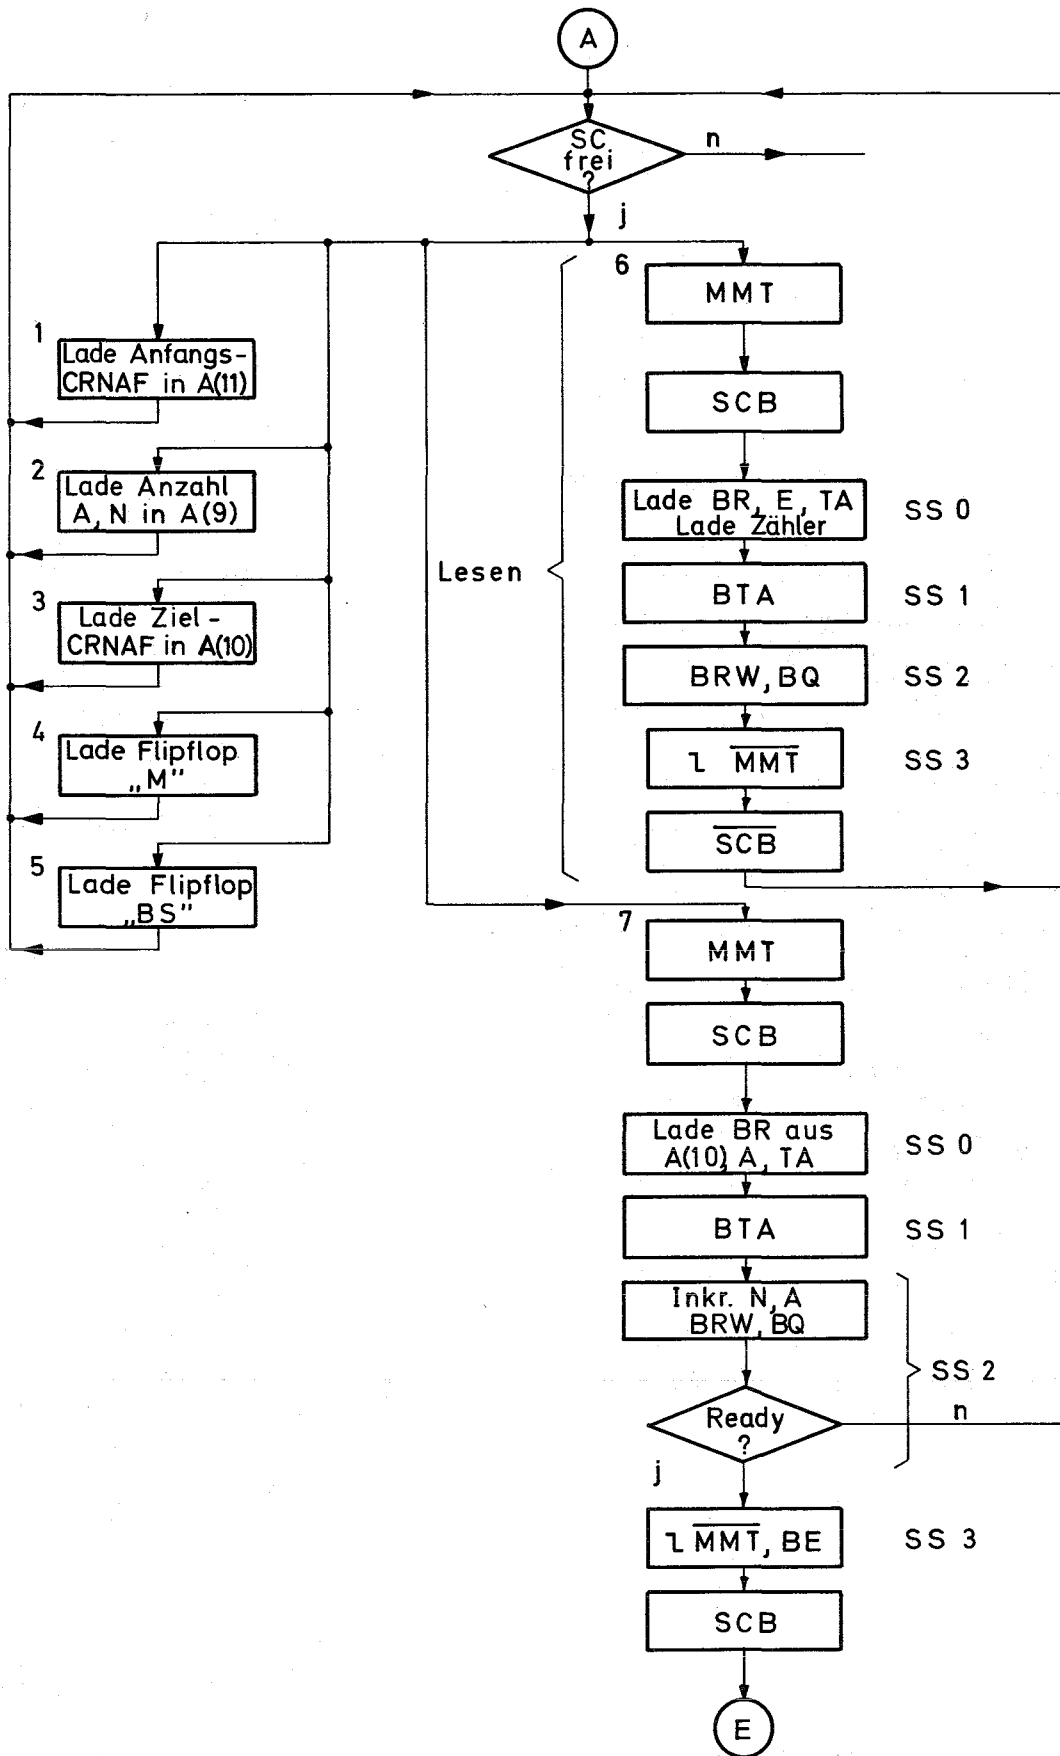 A
SC
frei
?
n
j
1
Lade Anfangs-
CRNAF in A(11)
2
Lade Anzahl
A, N in A(9)
3
Lade Ziel-
CRNAF in A(10)
4
Lade Flipflop
„M”
5
Lade Flipflop
„BS”
Lesen
6
MMT
SCB
Lade BR, E, TA
Lade Zähler
SS 0
BTA
SS 1
BRW, BQ
SS 2
ʅ M̅M̅T̅
SS 3
S̅C̅B̅
7
MMT
SCB
Lade BR aus
A(10), A, TA
SS 0
BTA
SS 1
Inkr. N, A
BRW, BQ
SS 2
Ready
?
n
j
ʅ M̅M̅T̅, BE
SS 3
SCB
E